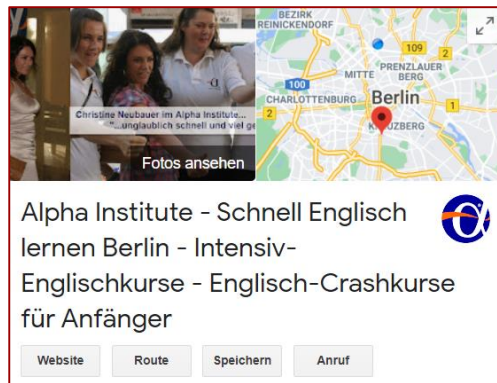 Christine Neubauer im Alpha Institute...
"...unglaublich schnell und viel ge
Fotos ansehen
BEZIRK
REINICKENDORF
109
MITTE
PRENZLAUER
BERG
100
CHARLOTTENBURG
Berlin
2
1
2
Alpha Institute - Schnell Englisch
lernen Berlin - Intensiv-
Englischkurse - Englisch-Crashkurse
für Anfänger
Website
Route
Speichern
Anruf